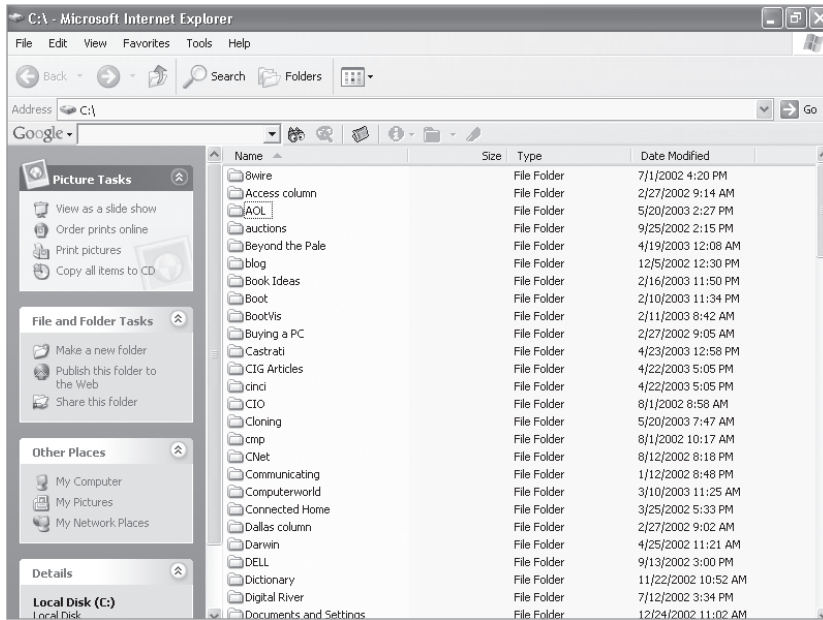 C:\ - Microsoft Internet Explorer
File Edit View Favorites Tools Help
Back Search Folders
Address C:\ Go
Google
Picture Tasks
View as a slide show
Order prints online
Print pictures
Copy all items to CD
File and Folder Tasks
Make a new folder
Publish this folder to
the Web
Share this folder
Other Places
My Computer
My Pictures
My Network Places
Details
Local Disk (C:)
Local Disk
Name Size Type Date Modified
8wire File Folder 7/1/2002 4:20 PM
Access column File Folder 2/27/2002 9:14 AM
AOL File Folder 5/20/2003 2:27 PM
auctions File Folder 9/25/2002 2:15 PM
Beyond the Pale File Folder 4/19/2003 12:08 AM
blog File Folder 12/5/2002 12:30 PM
Book Ideas File Folder 2/16/2003 11:50 PM
Boot File Folder 2/10/2003 11:34 PM
BootVis File Folder 2/11/2003 8:42 AM
Buying a PC File Folder 2/27/2002 9:05 AM
Castrati File Folder 4/23/2003 12:58 PM
CIG Articles File Folder 4/22/2003 5:05 PM
cinci File Folder 4/22/2003 5:05 PM
CIO File Folder 8/1/2002 8:58 AM
Cloning File Folder 5/20/2003 7:47 AM
cmp File Folder 8/1/2002 10:17 AM
CNet File Folder 8/12/2002 8:18 PM
Communicating File Folder 1/12/2002 8:48 PM
Computerworld File Folder 3/10/2003 11:25 AM
Connected Home File Folder 3/25/2002 5:33 PM
Dallas column File Folder 2/27/2002 9:02 AM
Darwin File Folder 4/25/2002 11:21 AM
DELL File Folder 9/13/2002 3:00 PM
Dictionary File Folder 11/22/2002 10:52 AM
Digital River File Folder 7/12/2002 3:34 PM
Documents and Settings File Folder 12/24/2002 11:02 AM